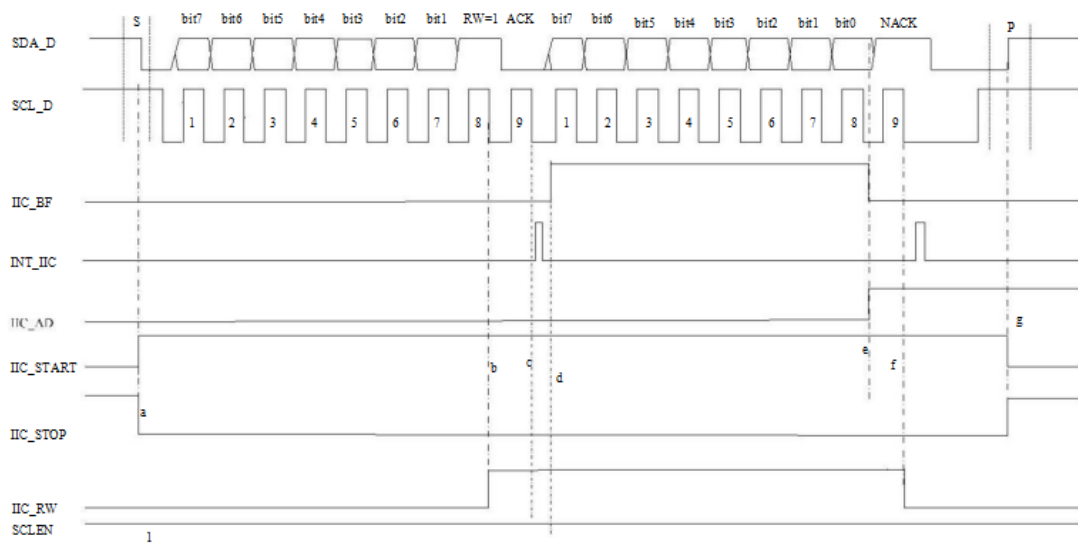 S bit7 bit6 bit5 bit4 bit3 bit2 bit1 RW=1 ACK bit7 bit6 bit5 bit4 bit3 bit2 bit1 bit0 NACK p
SDA_D
SCL_D
1 2 3 4 5 6 7 8 9 1 2 3 4 5 6 7 8 9
IIC_BF
INT_IIC
IIC_AD
g
IIC_START
b c d e f
a
IIC_STOP
IIC_RW
SCLEN
1